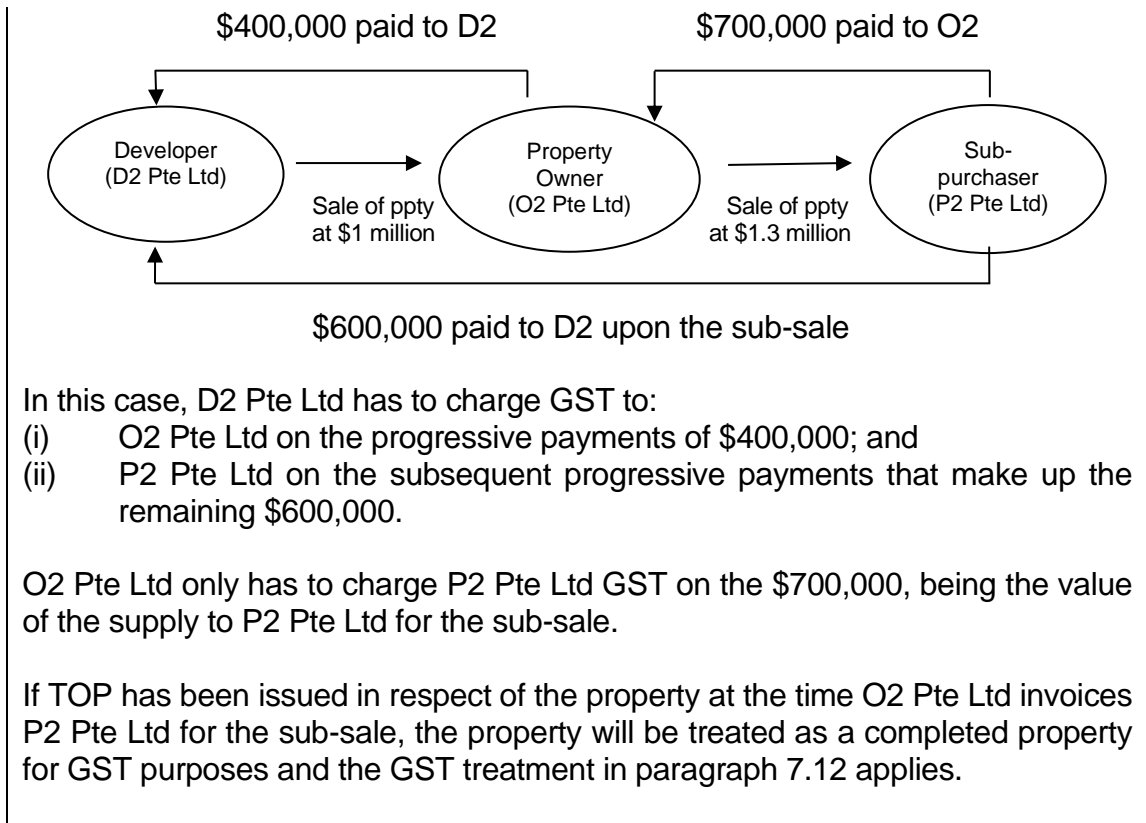 $400,000 paid to D2
$700,000 paid to O2
Developer
(D2 Pte Ltd)
Sale of ppty
at $1 million
Property
Owner
(O2 Pte Ltd)
Sale of ppty
at $1.3 million
Sub-
purchaser
(P2 Pte Ltd)
$600,000 paid to D2 upon the sub-sale
In this case, D2 Pte Ltd has to charge GST to:
(i) O2 Pte Ltd on the progressive payments of $400,000; and
(ii) P2 Pte Ltd on the subsequent progressive payments that make up the
remaining $600,000.
O2 Pte Ltd only has to charge P2 Pte Ltd GST on the $700,000, being the value
of the supply to P2 Pte Ltd for the sub-sale.
If TOP has been issued in respect of the property at the time O2 Pte Ltd invoices
P2 Pte Ltd for the sub-sale, the property will be treated as a completed property
for GST purposes and the GST treatment in paragraph 7.12 applies.